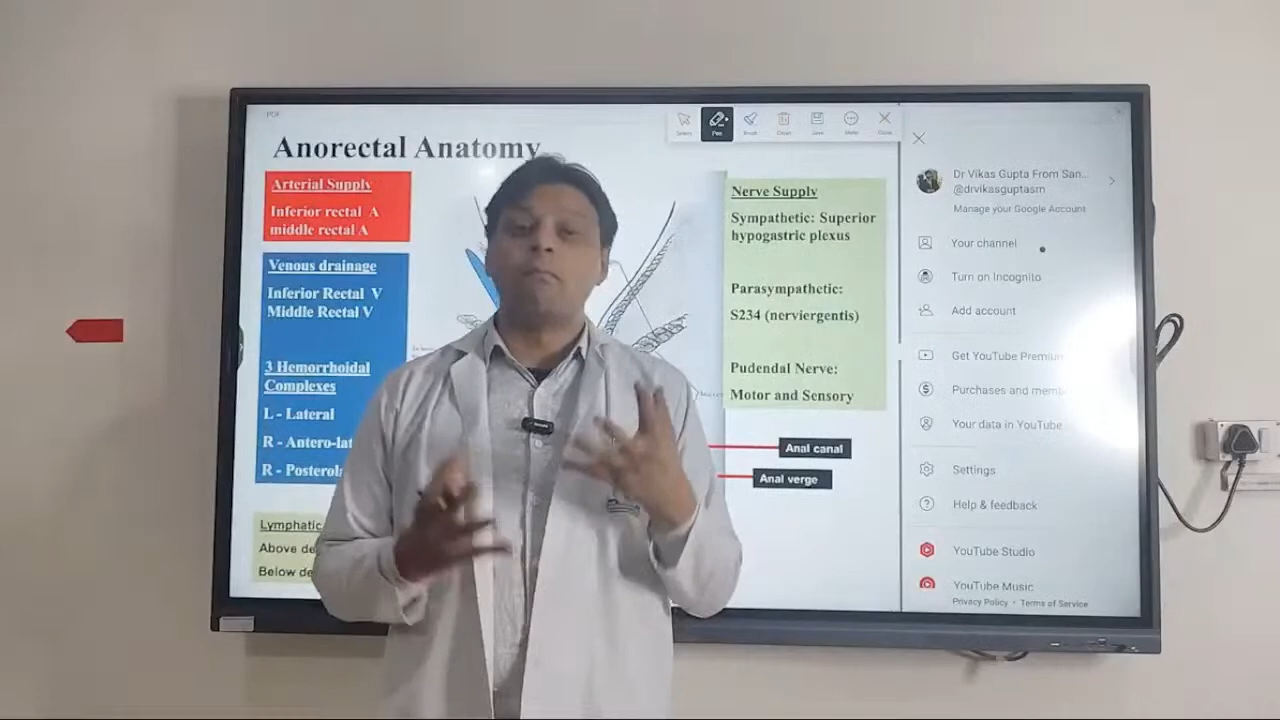 PDF
Select
Pen
Brush
Clean
Save
More
Close
Anorectal Anatomy
Arterial Supply
Inferior rectal A
middle rectal A
Venous drainage
Inferior Rectal V
Middle Rectal V
3 Hemorrhoidal
Complexes
L - Lateral
R - Antero-lat
R - Posterol
Lymphatic
Above de
Below de
Nerve Supply
Sympathetic: Superior
hypogastric plexus
Parasympathetic:
S234 (nerviergentis)
Pudendal Nerve:
Motor and Sensory
Anal canal
Anal verge
Dr Vikas Gupta From San...
@drvikasguptasm
Manage your Google Account
Your channel
Turn on Incognito
Add account
Get YouTube Premium
Purchases and memb
Your data in YouTube
Settings
Help & feedback
YouTube Studio
YouTube Music
Privacy Policy • Terms of Service